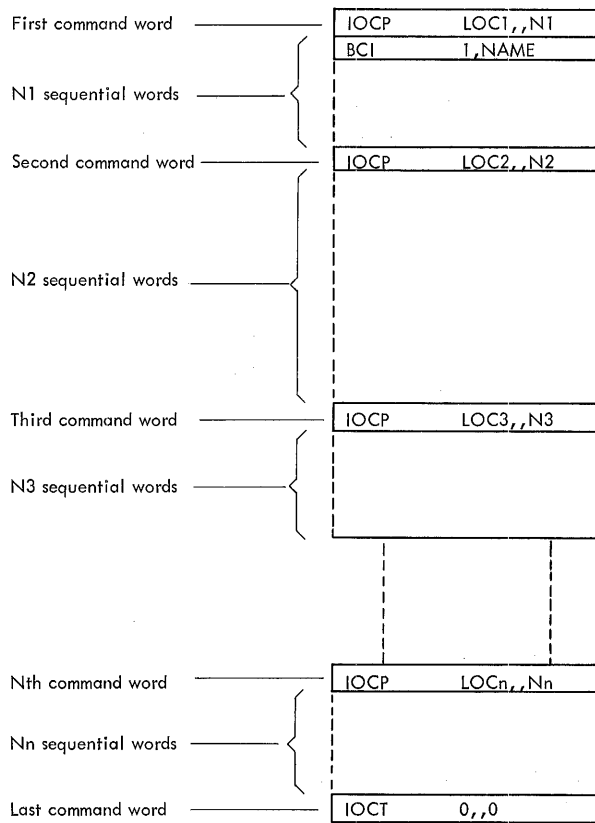 First command word IOCP LOC1,,N1
BCI 1,NAME
N1 sequential words
Second command word IOCP LOC2,,N2
N2 sequential words
Third command word IOCP LOC3,,N3
N3 sequential words
Nth command word IOCP LOCn,,Nn
Nn sequential words
Last command word IOCT 0,,0